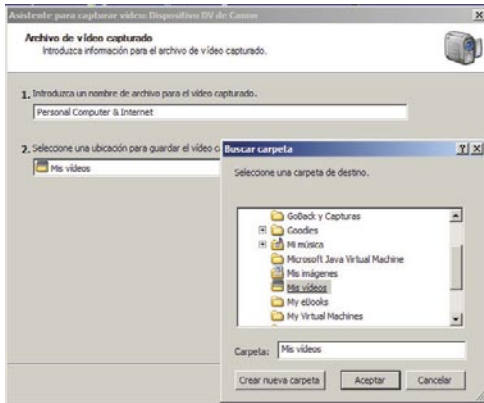 Asistente para capturar vídeo: Dispositivo DV de Canon
Archivo de vídeo capturado
Introduzca información para el archivo de vídeo capturado.
1. Introduzca un nombre de archivo para el vídeo capturado.
Personal Computer & Internet
2. Seleccione una ubicación para guardar el vídeo c
Mis vídeos
Buscar carpeta
Seleccione una carpeta de destino.
GoBack y Capturas
Goodies
Mi música
Microsoft Java Virtual Machine
Mis imágenes
Mis vídeos
My eBooks
My Virtual Machines
Carpeta: Mis vídeos
Crear nueva carpeta Aceptar Cancelar